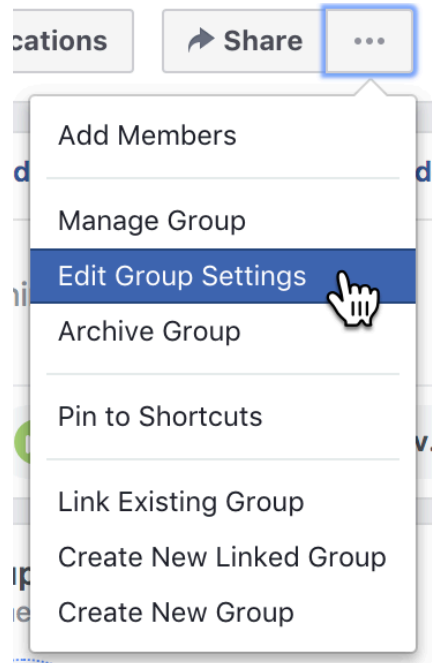 cations
Share
Add Members
Manage Group
Edit Group Settings
Archive Group
Pin to Shortcuts
Link Existing Group
Create New Linked Group
Create New Group